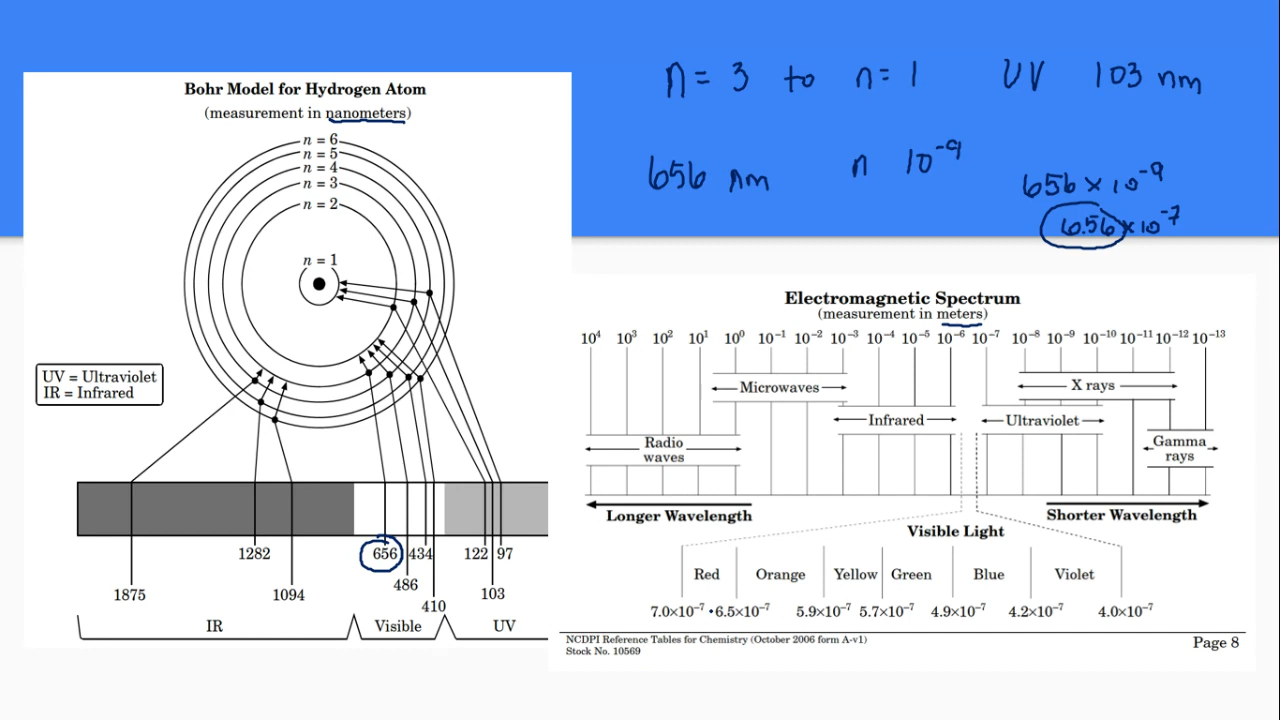 n = 3 to n = 1 UV 103 nm
656 nm n 10⁻⁹
656 × 10⁻⁹
6.56 × 10⁻⁷
Bohr Model for Hydrogen Atom
(measurement in nanometers)
n = 6
n = 5
n = 4
n = 3
n = 2
n = 1
UV = Ultraviolet
IR = Infrared
1282 656 434 122 97
486
1875 1094 103
410
IR Visible UV
Electromagnetic Spectrum
(measurement in meters)
10⁴ 10³ 10² 10¹ 10⁰ 10⁻¹ 10⁻² 10⁻³ 10⁻⁴ 10⁻⁵ 10⁻⁶ 10⁻⁷ 10⁻⁸ 10⁻⁹ 10⁻¹⁰ 10⁻¹¹ 10⁻¹² 10⁻¹³
Microwaves X rays
Infrared Ultraviolet
Radio
waves
Gamma
rays
Longer Wavelength Shorter Wavelength
Visible Light
Red Orange Yellow Green Blue Violet
7.0×10⁻⁷ 6.5×10⁻⁷ 5.9×10⁻⁷ 5.7×10⁻⁷ 4.9×10⁻⁷ 4.2×10⁻⁷ 4.0×10⁻⁷
NCDPI Reference Tables for Chemistry (October 2006 form A-v1) Page 8
Stock No. 10569